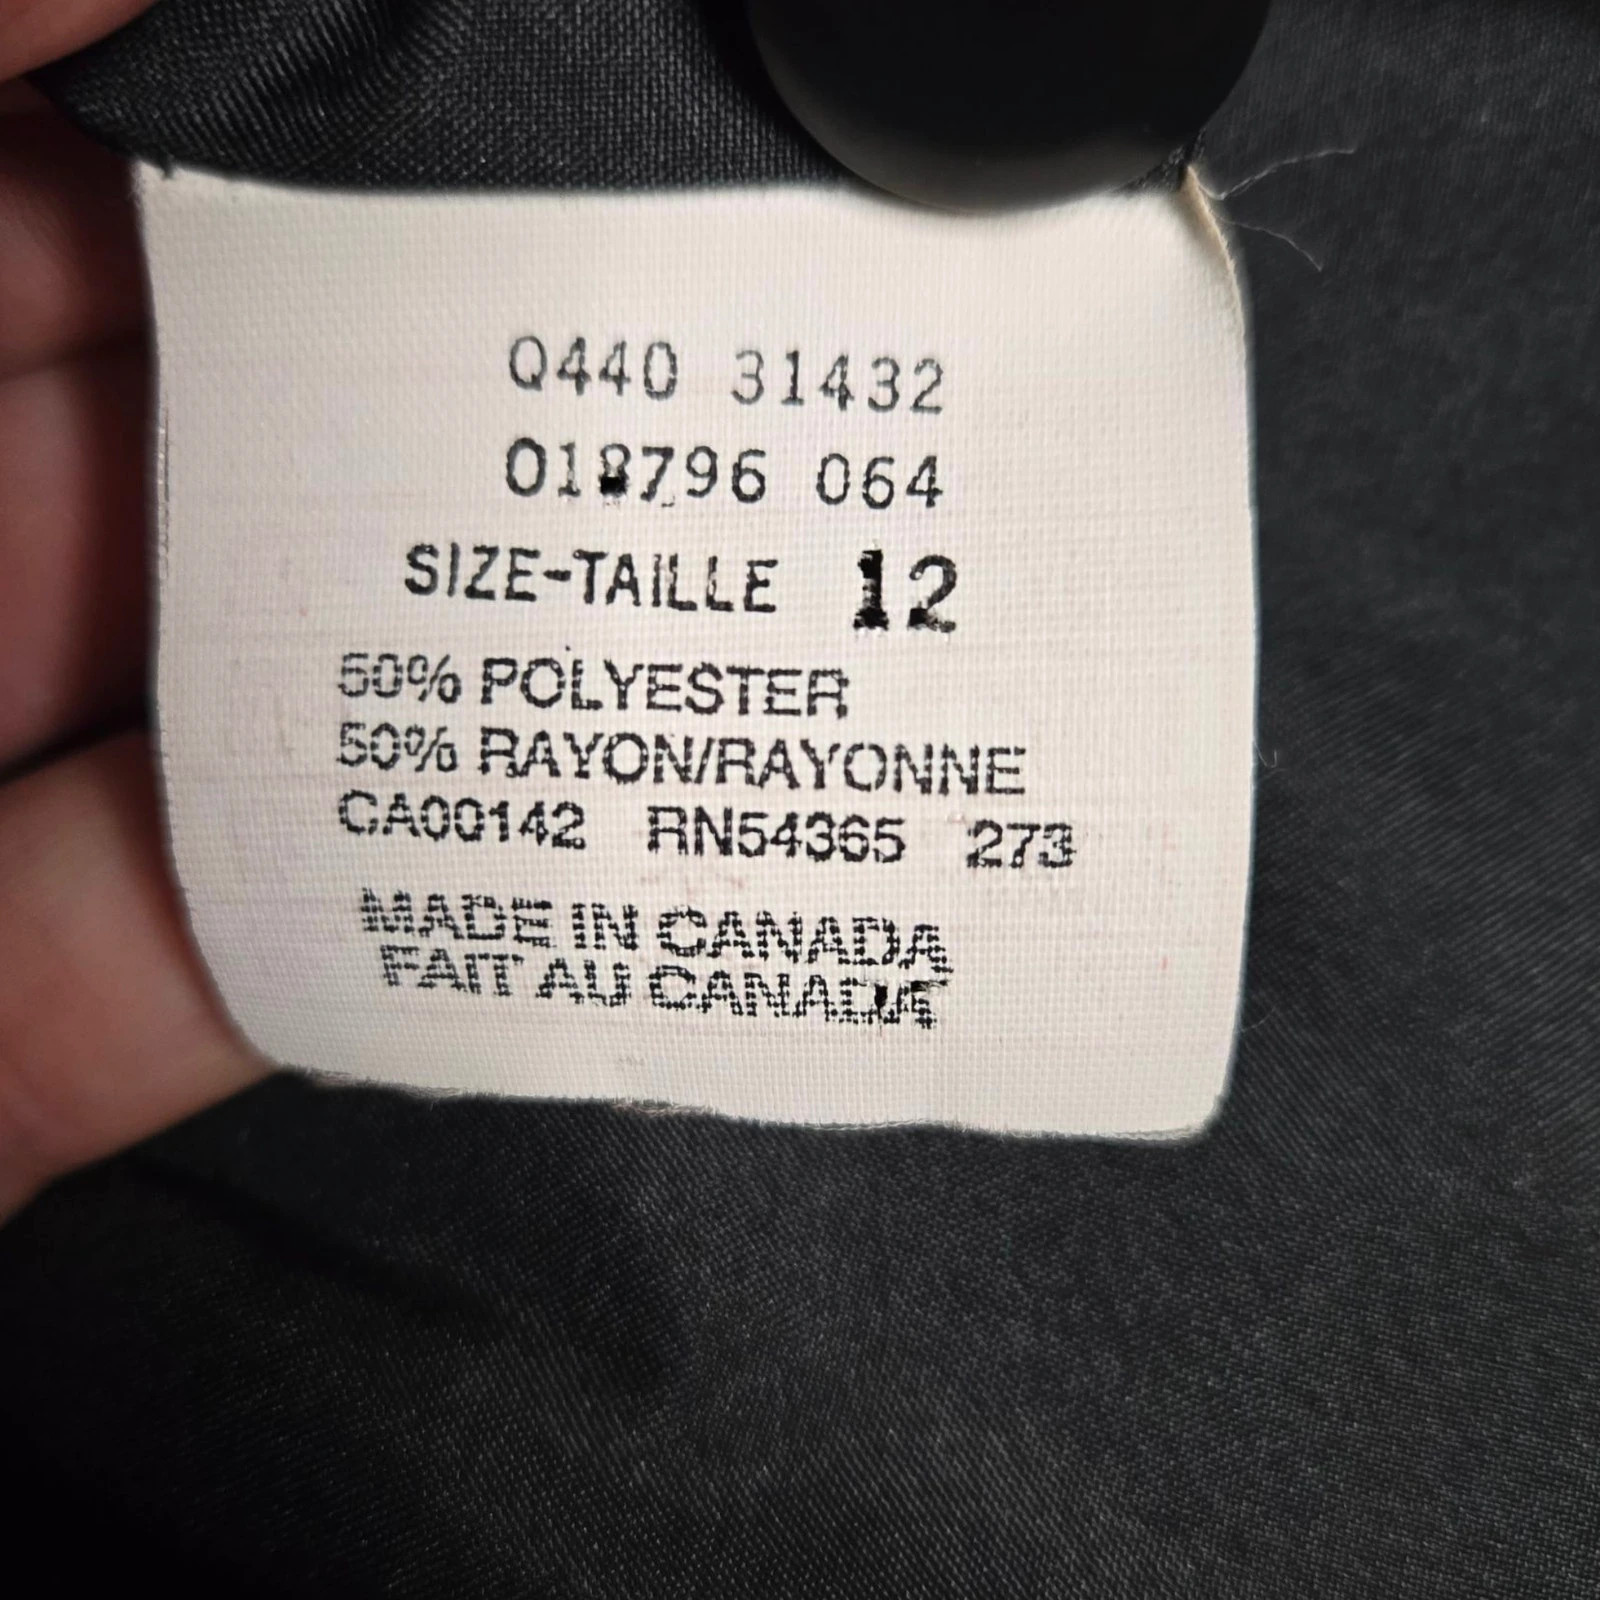 Q440 31432
018796 064
SIZE-TAILLE 12
50% POLYESTER
50% RAYON/RAYONNE
CA00142 RN54365 273
MADE IN CANADA
FAIT AU CANADA